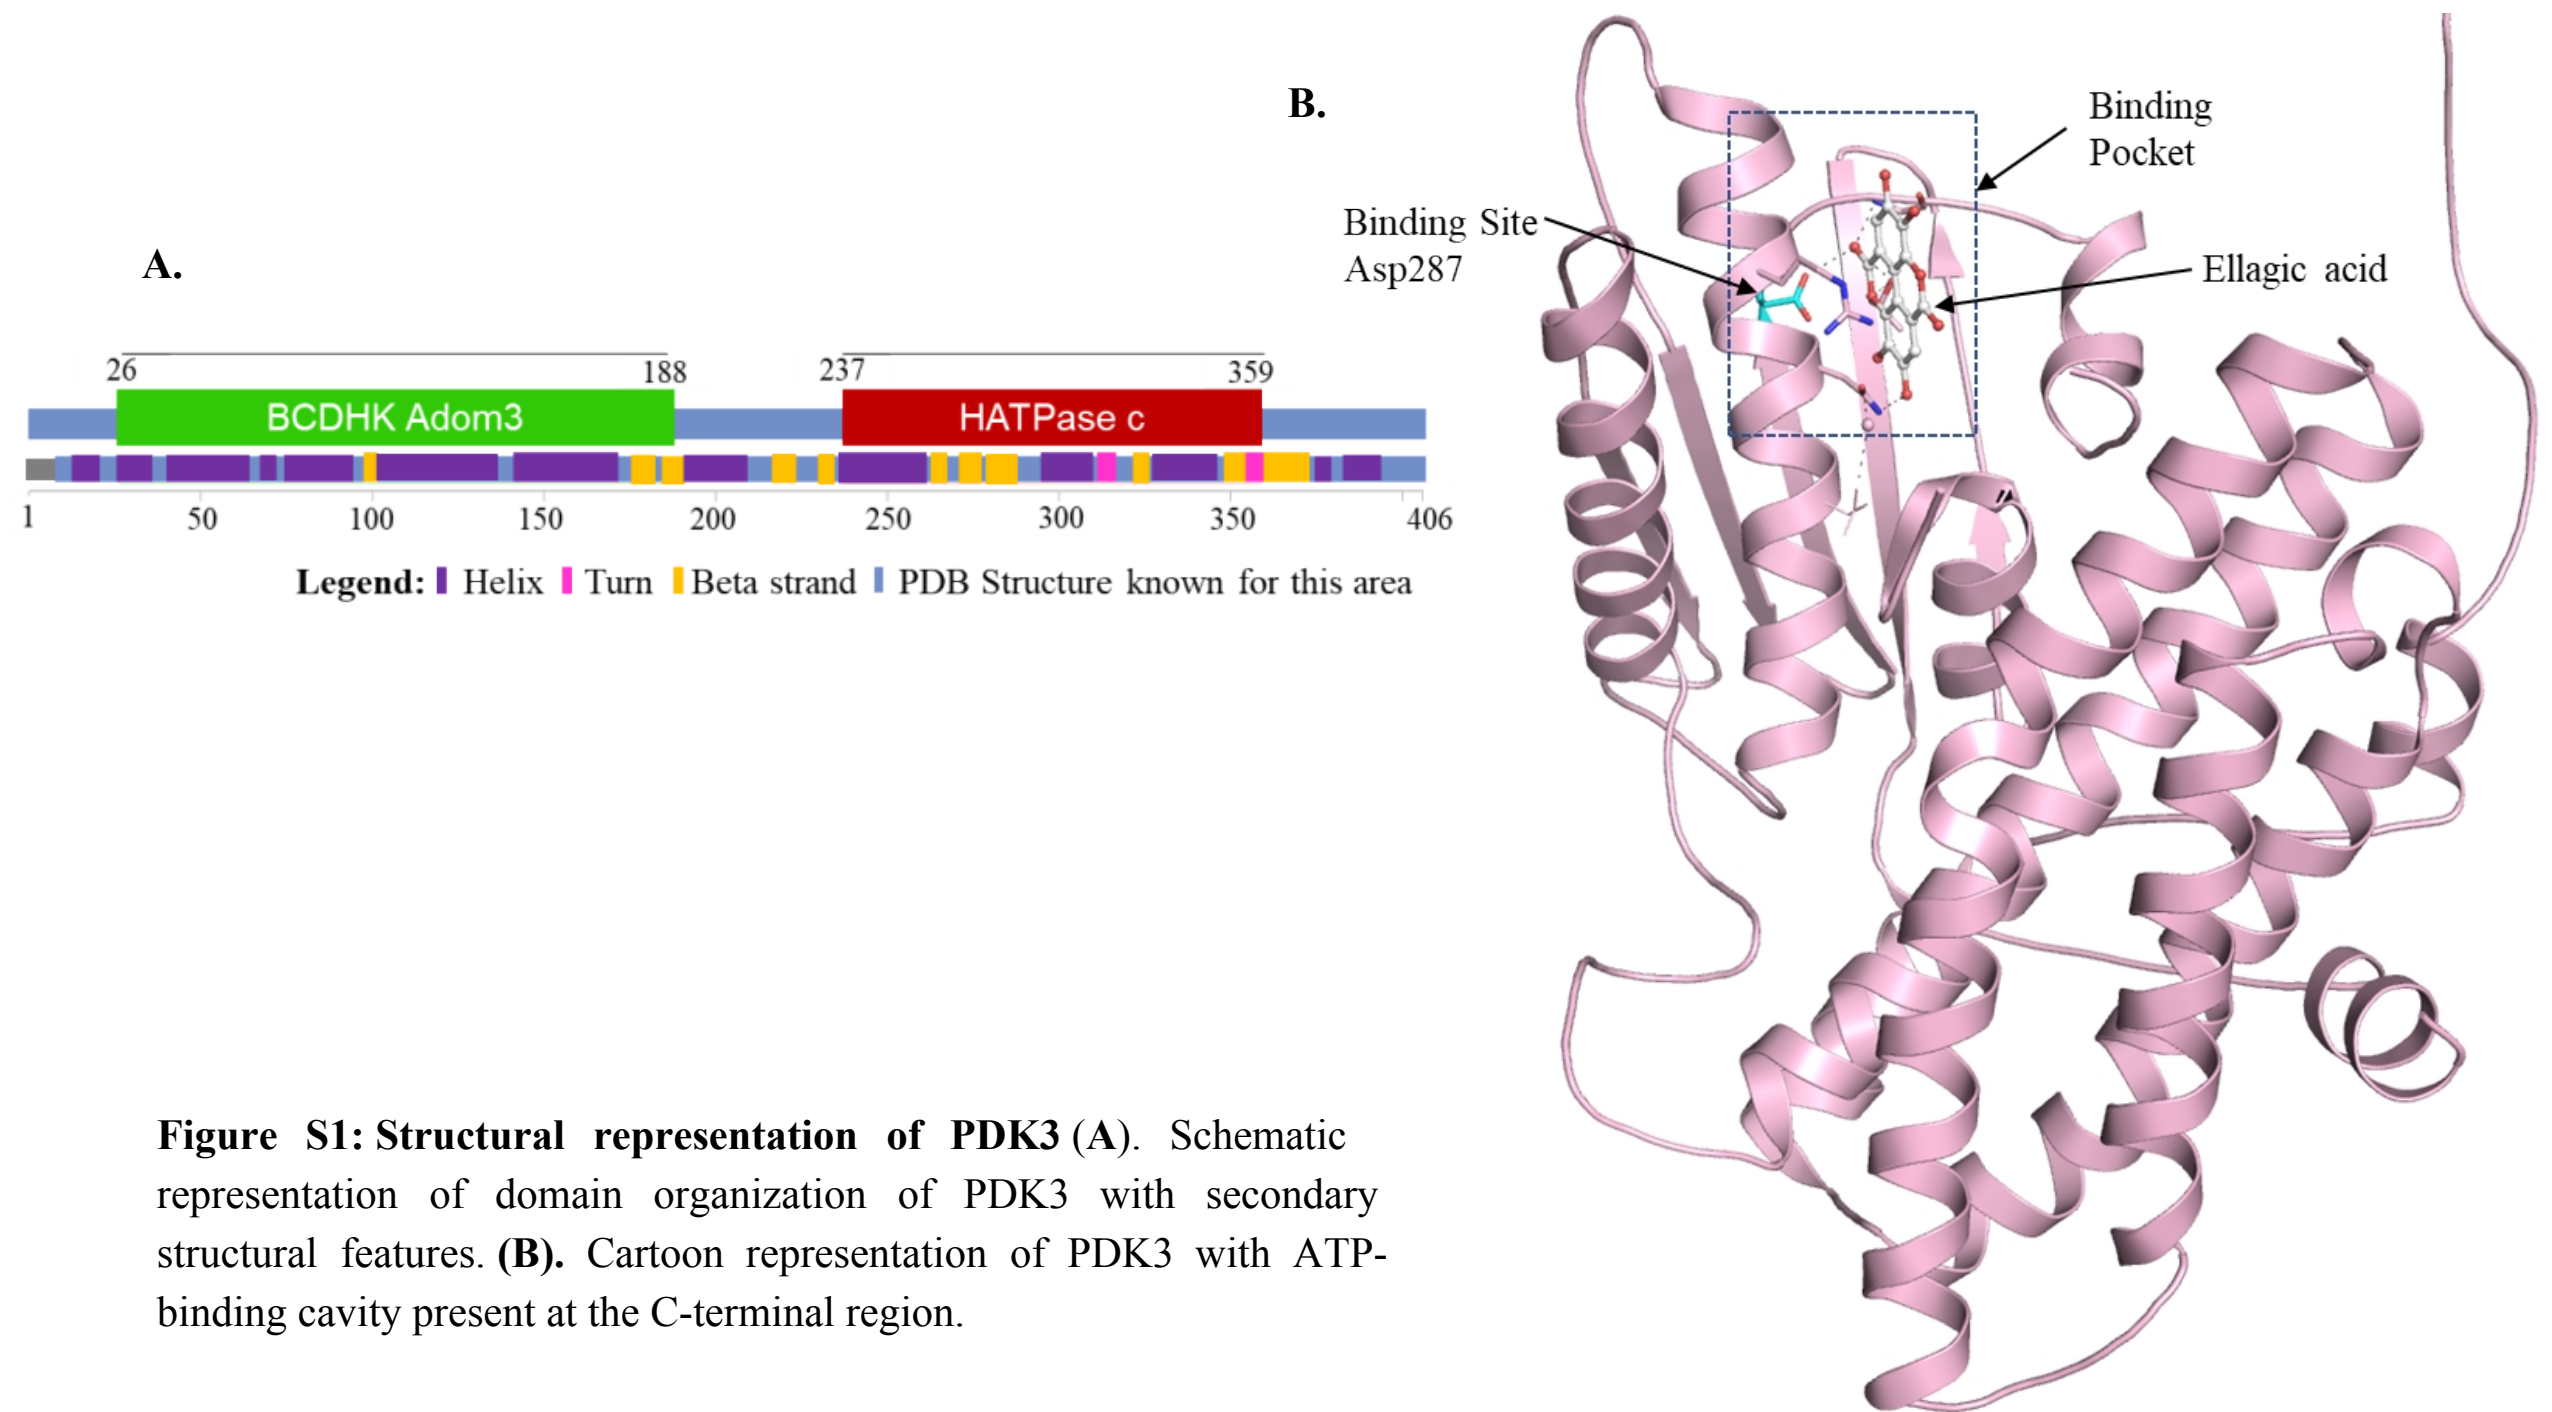 A.
26 188 237 359
BCDHK Adom3 HATPase c
1 50 100 150 200 250 300 350 406
Legend: Helix Turn Beta strand PDB Structure known for this area
B.
Binding
Pocket
Binding Site
Asp287
Ellagic acid
Figure S1: Structural representation of PDK3 (A). Schematic
representation of domain organization of PDK3 with secondary
structural features. (B). Cartoon representation of PDK3 with ATP-
binding cavity present at the C-terminal region.